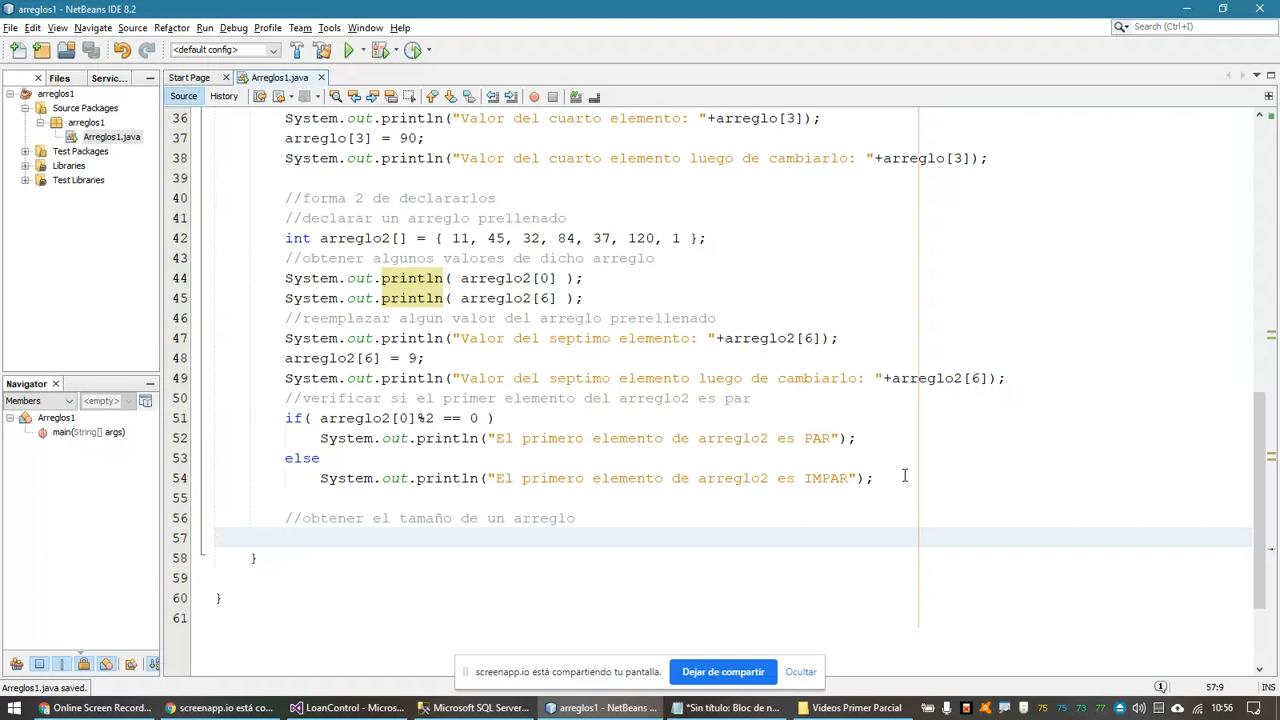 arreglos1 - NetBeans IDE 8.2
File Edit View Navigate Source Refactor Run Debug Profile Team Tools Window Help
Search (Ctrl+I)
<default config>
Files Servic...
Start Page Arreglos1.java
arreglos1
Source Packages
arreglos1
Arreglos1.java
Test Packages
Libraries
Test Libraries
Source History
36 System.out.println("Valor del cuarto elemento: "+arreglo[3]);
37 arreglo[3] = 90;
38 System.out.println("Valor del cuarto elemento luego de cambiarlo: "+arreglo[3]);
39
40 //forma 2 de declararlos
41 //declarar un arreglo prellenado
42 int arreglo2[] = { 11, 45, 32, 84, 37, 120, 1 };
43 //obtener algunos valores de dicho arreglo
44 System.out.println( arreglo2[0] );
45 System.out.println( arreglo2[6] );
46 //reemplazar algun valor del arreglo prerellenado
47 System.out.println("Valor del septimo elemento: "+arreglo2[6]);
48 arreglo2[6] = 9;
49 System.out.println("Valor del septimo elemento luego de cambiarlo: "+arreglo2[6]);
50 //verificar si el primer elemento del arreglo2 es par
51 if( arreglo2[0]%2 == 0 )
52 System.out.println("El primero elemento de arreglo2 es PAR");
53 else
54 System.out.println("El primero elemento de arreglo2 es IMPAR");
55
56 //obtener el tamaño de un arreglo
57
58 }
59
60 }
61
Navigator
Members <empty>
Arreglos1
main(String[] args)
screenapp.io está compartiendo tu pantalla. Dejar de compartir Ocultar
Arreglos1.java saved. 1 57:9 INS
Online Screen Record... screenapp.io está co... LoanControl - Micros... Microsoft SQL Server... arreglos1 - NetBeans ... *Sin título: Bloc de n... Videos Primer Parcial 75 75 73 77 10:56